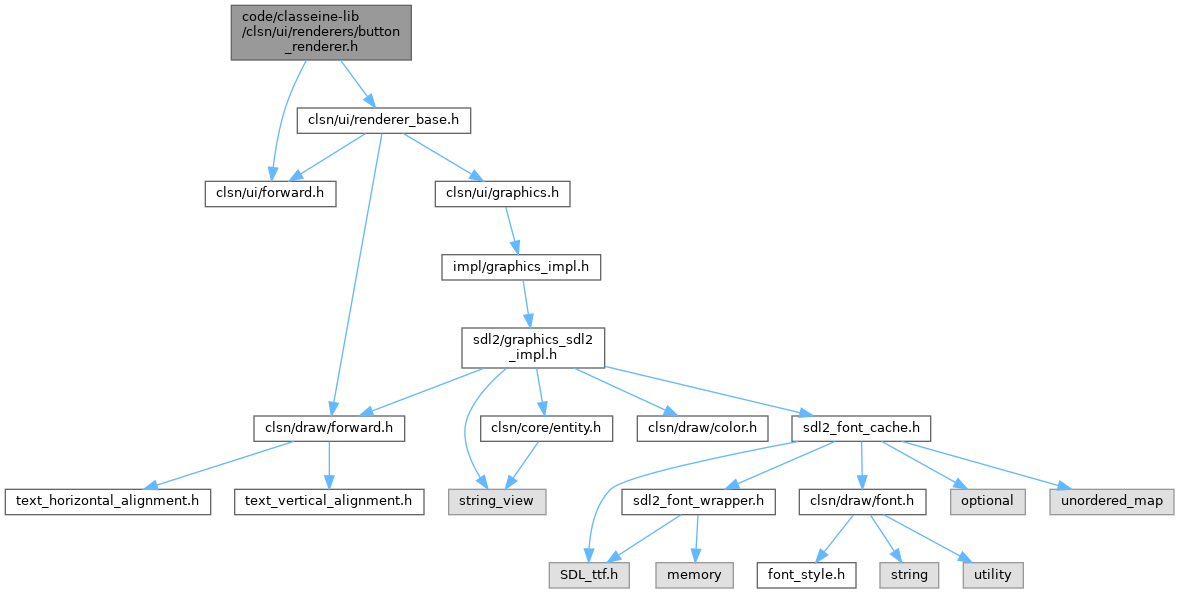 code/classeine-lib
/clsn/ui/renderers/button
_renderer.h
clsn/ui/renderer_base.h
clsn/ui/forward.h
clsn/ui/graphics.h
impl/graphics_impl.h
sdl2/graphics_sdl2
_impl.h
clsn/draw/forward.h
clsn/core/entity.h
clsn/draw/color.h
sdl2_font_cache.h
text_horizontal_alignment.h
text_vertical_alignment.h
string_view
sdl2_font_wrapper.h
clsn/draw/font.h
optional
unordered_map
SDL_ttf.h
memory
font_style.h
string
utility